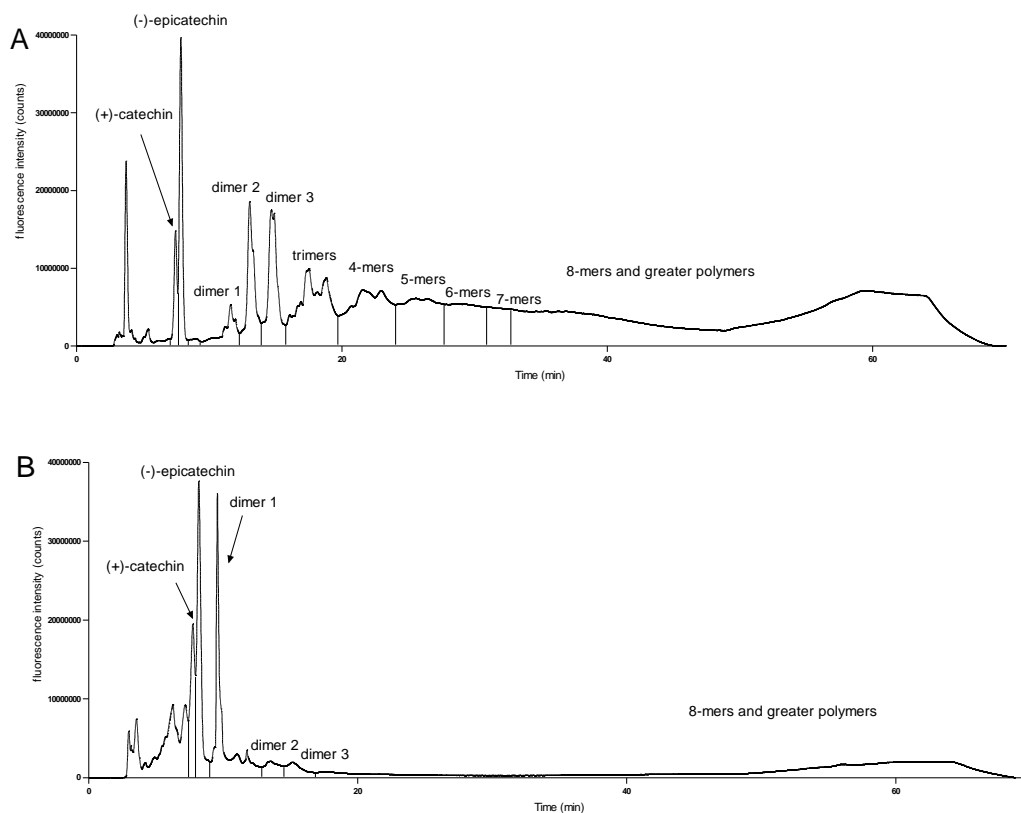 A
(-)-epicatechin
(+)-catechin
dimer 1
dimer 2
dimer 3
trimers
4-mers
5-mers
6-mers
7-mers
8-mers and greater polymers
fluorescence intensity (counts)
40000000
30000000
20000000
10000000
0
0
20
40
60
Time (min)
B
(-)-epicatechin
dimer 1
(+)-catechin
dimer 2
dimer 3
8-mers and greater polymers
fluorescence intensity (counts)
40000000
30000000
20000000
10000000
0
0
20
40
60
Time (min)